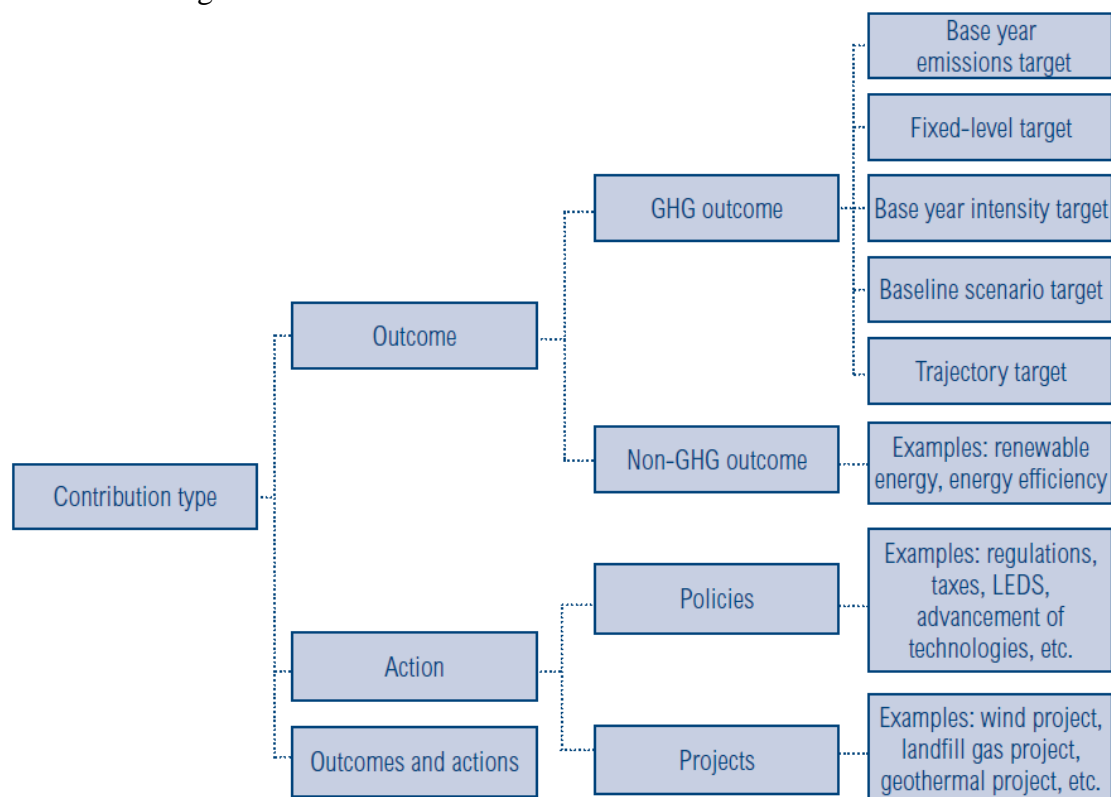 Base year
emissions target
Fixed-level target
GHG outcome
Base year intensity target
Baseline scenario target
Outcome
Trajectory target
Non-GHG outcome
Examples: renewable
energy, energy efficiency
Contribution type
Policies
Examples: regulations,
taxes, LEDS,
advancement of
technologies, etc.
Action
Outcomes and actions
Projects
Examples: wind project,
landfill gas project,
geothermal project, etc.